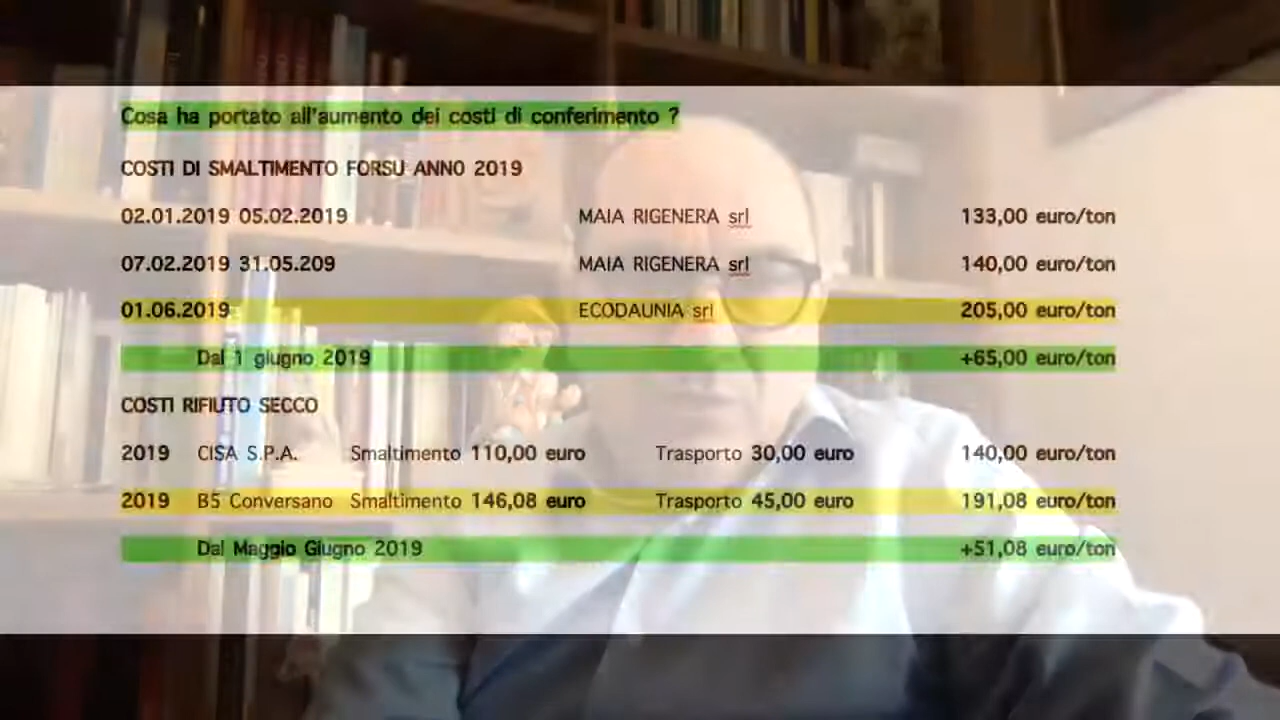 Cosa ha portato all'aumento dei costi di conferimento ?
COSTI DI SMALTIMENTO FORSU ANNO 2019
02.01.2019 05.02.2019 MAIA RIGENERA srl 133,00 euro/ton
07.02.2019 31.05.209 MAIA RIGENERA srl 140,00 euro/ton
01.06.2019 ECODAUNIA srl 205,00 euro/ton
Dal 1 giugno 2019 +65,00 euro/ton
COSTI RIFIUTO SECCO
2019 CISA S.P.A. Smaltimento 110,00 euro Trasporto 30,00 euro 140,00 euro/ton
2019 B5 Conversano Smaltimento 146,08 euro Trasporto 45,00 euro 191,08 euro/ton
Dal Maggio Giugno 2019 +51,08 euro/ton